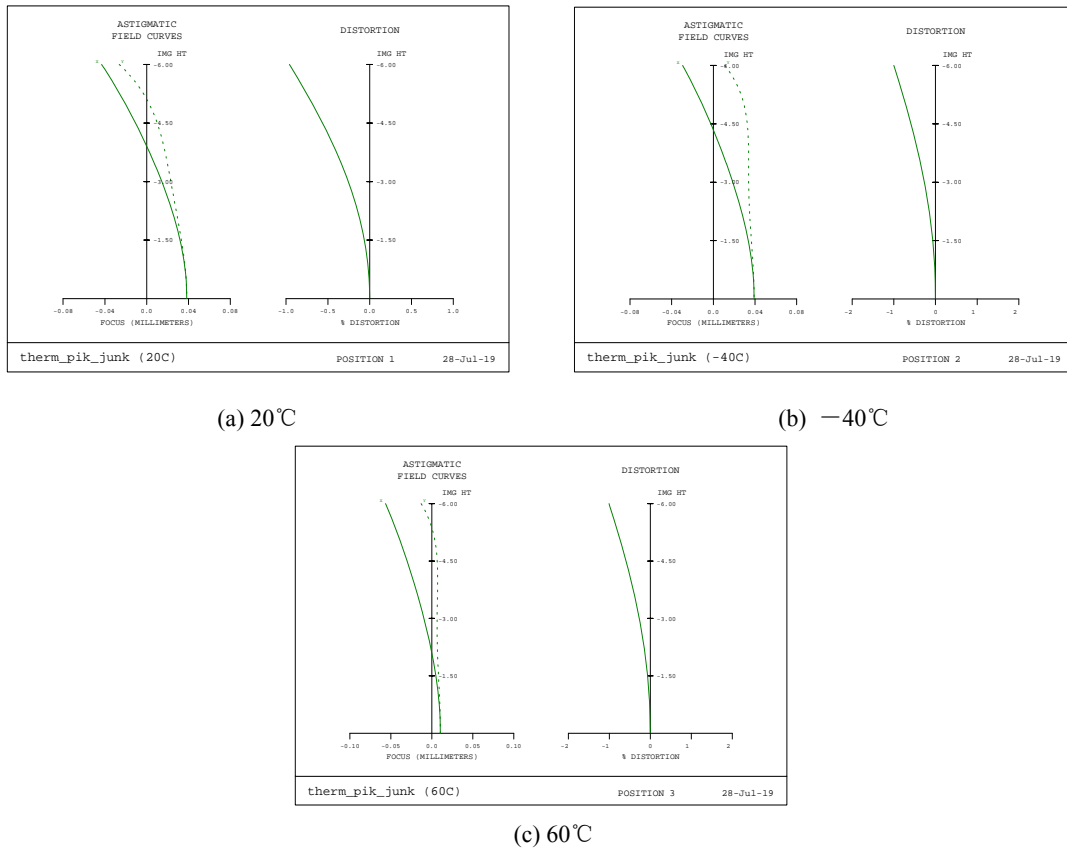 ASTIGMATIC
FIELD CURVES
IMG HT
X Y
-6.00
-4.50
-3.00
-1.50
-0.08 -0.04 0.0 0.04 0.08
FOCUS (MILLIMETERS)
DISTORTION
IMG HT
-6.00
-4.50
-3.00
-1.50
-1.0 -0.5 0.0 0.5 1.0
% DISTORTION
therm_pik_junk (20C) POSITION 1 28-Jul-19
(a) 20℃
ASTIGMATIC
FIELD CURVES
IMG HT
X Y
-6.00
-4.50
-3.00
-1.50
-0.08 -0.04 0.0 0.04 0.08
FOCUS (MILLIMETERS)
DISTORTION
IMG HT
-6.00
-4.50
-3.00
-1.50
-2 -1 0 1 2
% DISTORTION
therm_pik_junk (-40C) POSITION 2 28-Jul-19
(b) －40℃
ASTIGMATIC
FIELD CURVES
IMG HT
X Y
-6.00
-4.50
-3.00
-1.50
-0.10 -0.05 0.0 0.05 0.10
FOCUS (MILLIMETERS)
DISTORTION
IMG HT
-6.00
-4.50
-3.00
-1.50
-2 -1 0 1 2
% DISTORTION
therm_pik_junk (60C) POSITION 3 28-Jul-19
(c) 60℃